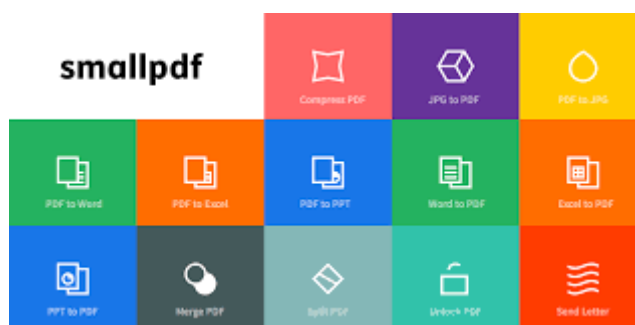 smallpdf
Compress PDF
JPG to PDF
PDF to JPG
PDF to Word
PDF to Excel
PDF to PPT
Word to PDF
Excel to PDF
PPT to PDF
Merge PDF
Split PDF
Unlock PDF
Send Letter